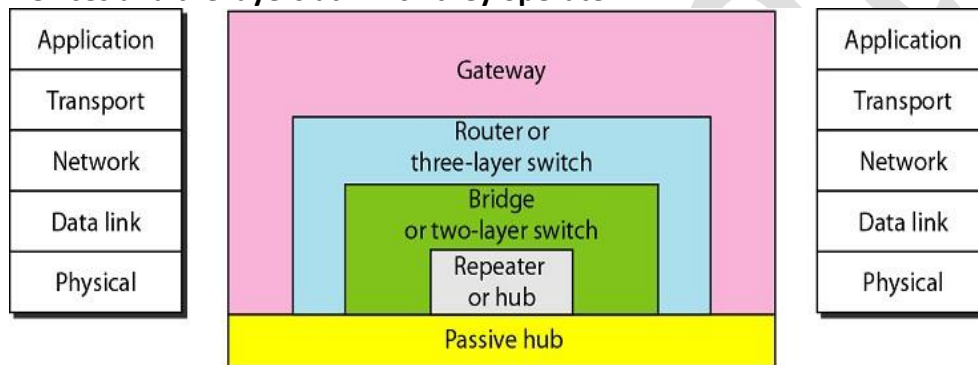 Application
Transport
Network
Data link
Physical
Gateway
Router or
three-layer switch
Bridge
or two-layer switch
Repeater
or hub
Passive hub
Application
Transport
Network
Data link
Physical